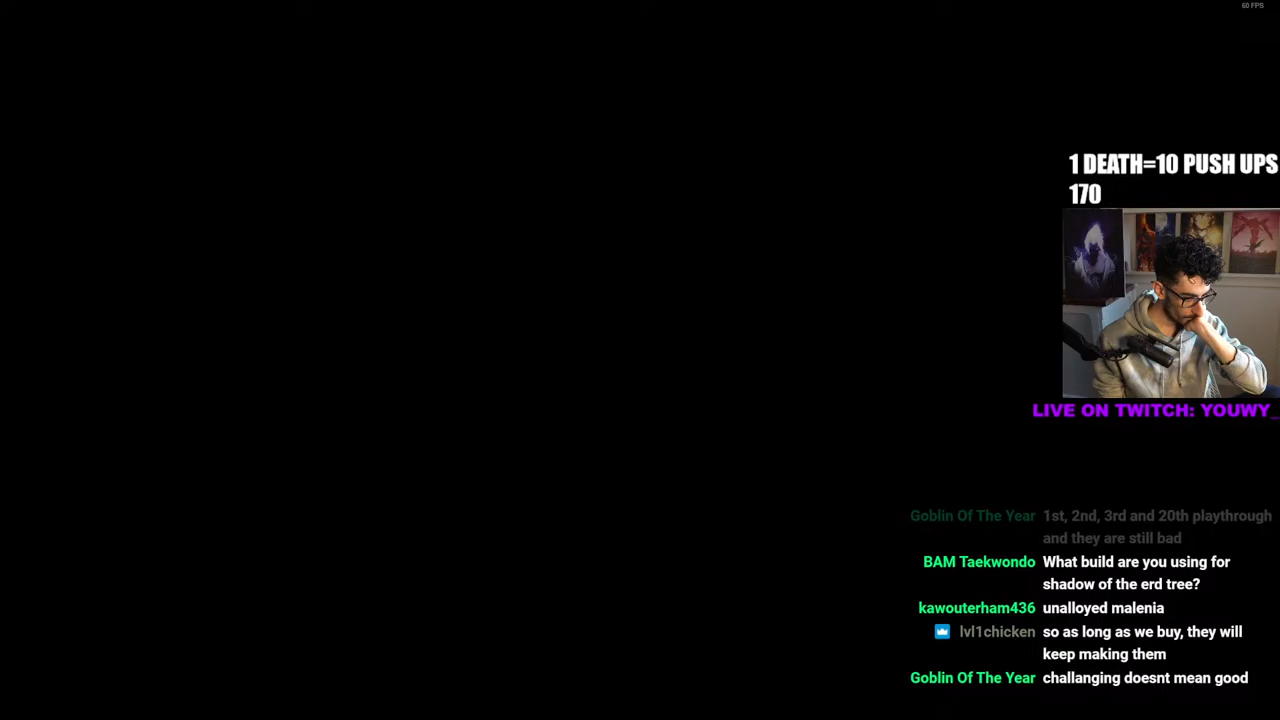 60 FPS
1 DEATH=10 PUSH UPS
170
LIVE ON TWITCH: YOUWY_
Goblin Of The Year 1st, 2nd, 3rd and 20th playthrough
and they are still bad
BAM Taekwondo What build are you using for
shadow of the erd tree?
kawouterham436 unalloyed malenia
lvl1chicken so as long as we buy, they will
keep making them
Goblin Of The Year challanging doesnt mean good